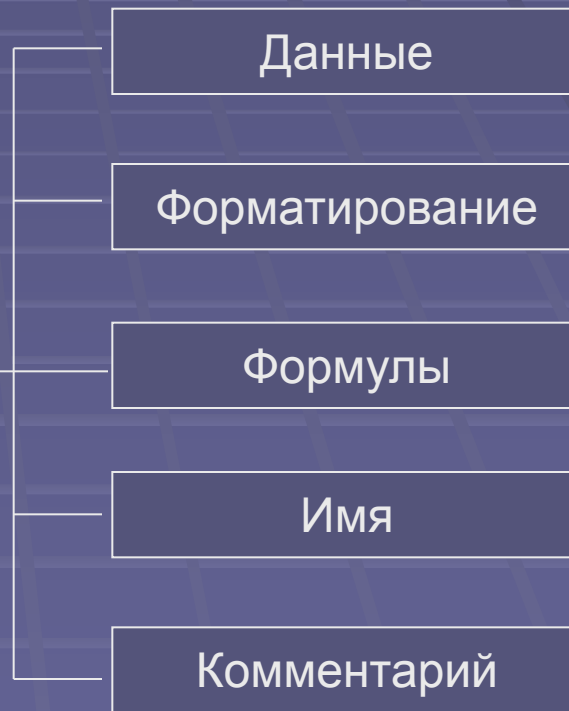 Данные
Форматирование
Формулы
Имя
Комментарий